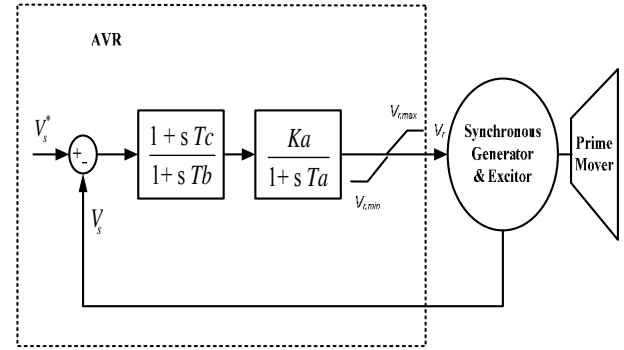 AVR
V_s^*
+
-
V_s
1 + s Tc
1 + s Tb
Ka
1 + s Ta
V_r,max
V_r,min
V_r
Synchronous
Generator
& Excitor
Prime
Mover